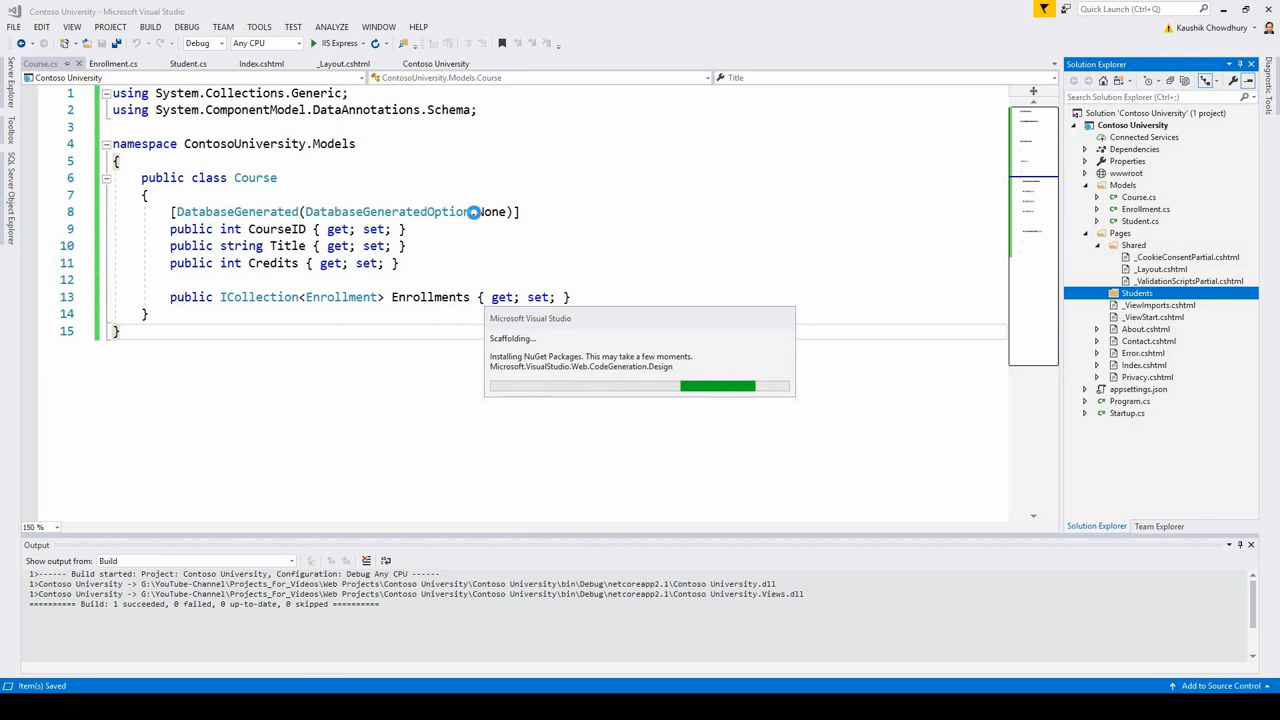 Contoso University - Microsoft Visual Studio
Quick Launch (Ctrl+Q)
FILE EDIT VIEW PROJECT BUILD DEBUG TEAM TOOLS TEST ANALYZE WINDOW HELP
Kaushik Chowdhury
Debug Any CPU IIS Express
Course.cs Enrollment.cs Student.cs Index.cshtml _Layout.cshtml Contoso University
Contoso University ContosoUniversity.Models.Course Title
Server Explorer
Toolbox
SQL Server Object Explorer
1 using System.Collections.Generic;
2 using System.ComponentModel.DataAnnotations.Schema;
3
4 namespace ContosoUniversity.Models
5 {
6 public class Course
7 {
8 [DatabaseGenerated(DatabaseGeneratedOption.None)]
9 public int CourseID { get; set; }
10 public string Title { get; set; }
11 public int Credits { get; set; }
12
13 public ICollection<Enrollment> Enrollments { get; set; }
14 }
15 }
Microsoft Visual Studio
Scaffolding...
Installing NuGet Packages. This may take a few moments.
Microsoft.VisualStudio.Web.CodeGeneration.Design
150 %
Solution Explorer
Search Solution Explorer (Ctrl+;)
Solution 'Contoso University' (1 project)
Contoso University
Connected Services
Dependencies
Properties
wwwroot
Models
Course.cs
Enrollment.cs
Student.cs
Pages
Shared
_CookieConsentPartial.cshtml
_Layout.cshtml
_ValidationScriptsPartial.cshtml
Students
_ViewImports.cshtml
_ViewStart.cshtml
About.cshtml
Contact.cshtml
Error.cshtml
Index.cshtml
Privacy.cshtml
appsettings.json
Program.cs
Startup.cs
Solution Explorer Team Explorer
Diagnostic Tools
Output
Show output from: Build
1>------ Build started: Project: Contoso University, Configuration: Debug Any CPU ------
1>Contoso University -> G:\YouTube-Channel\Projects_For_Videos\Web Projects\Contoso University\Contoso University\bin\Debug\netcoreapp2.1\Contoso University.dll
1>Contoso University -> G:\YouTube-Channel\Projects_For_Videos\Web Projects\Contoso University\Contoso University\bin\Debug\netcoreapp2.1\Contoso University.Views.dll
========== Build: 1 succeeded, 0 failed, 0 up-to-date, 0 skipped ==========
Item(s) Saved
Add to Source Control